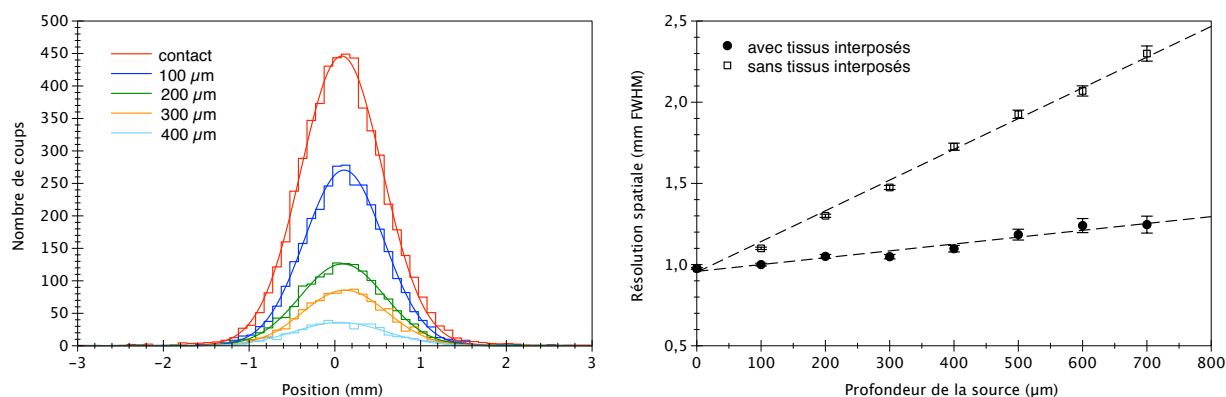 500
450
400
350
300
250
200
150
100
50
0
Nombre de coups
contact
100 µm
200 µm
300 µm
400 µm
−3
−2
−1
0
1
2
3
Position (mm)
2,5
2,0
1,5
1,0
0,5
Résolution spatiale (mm FWHM)
avec tissus interposés
sans tissus interposés
0
100
200
300
400
500
600
700
800
Profondeur de la source (µm)